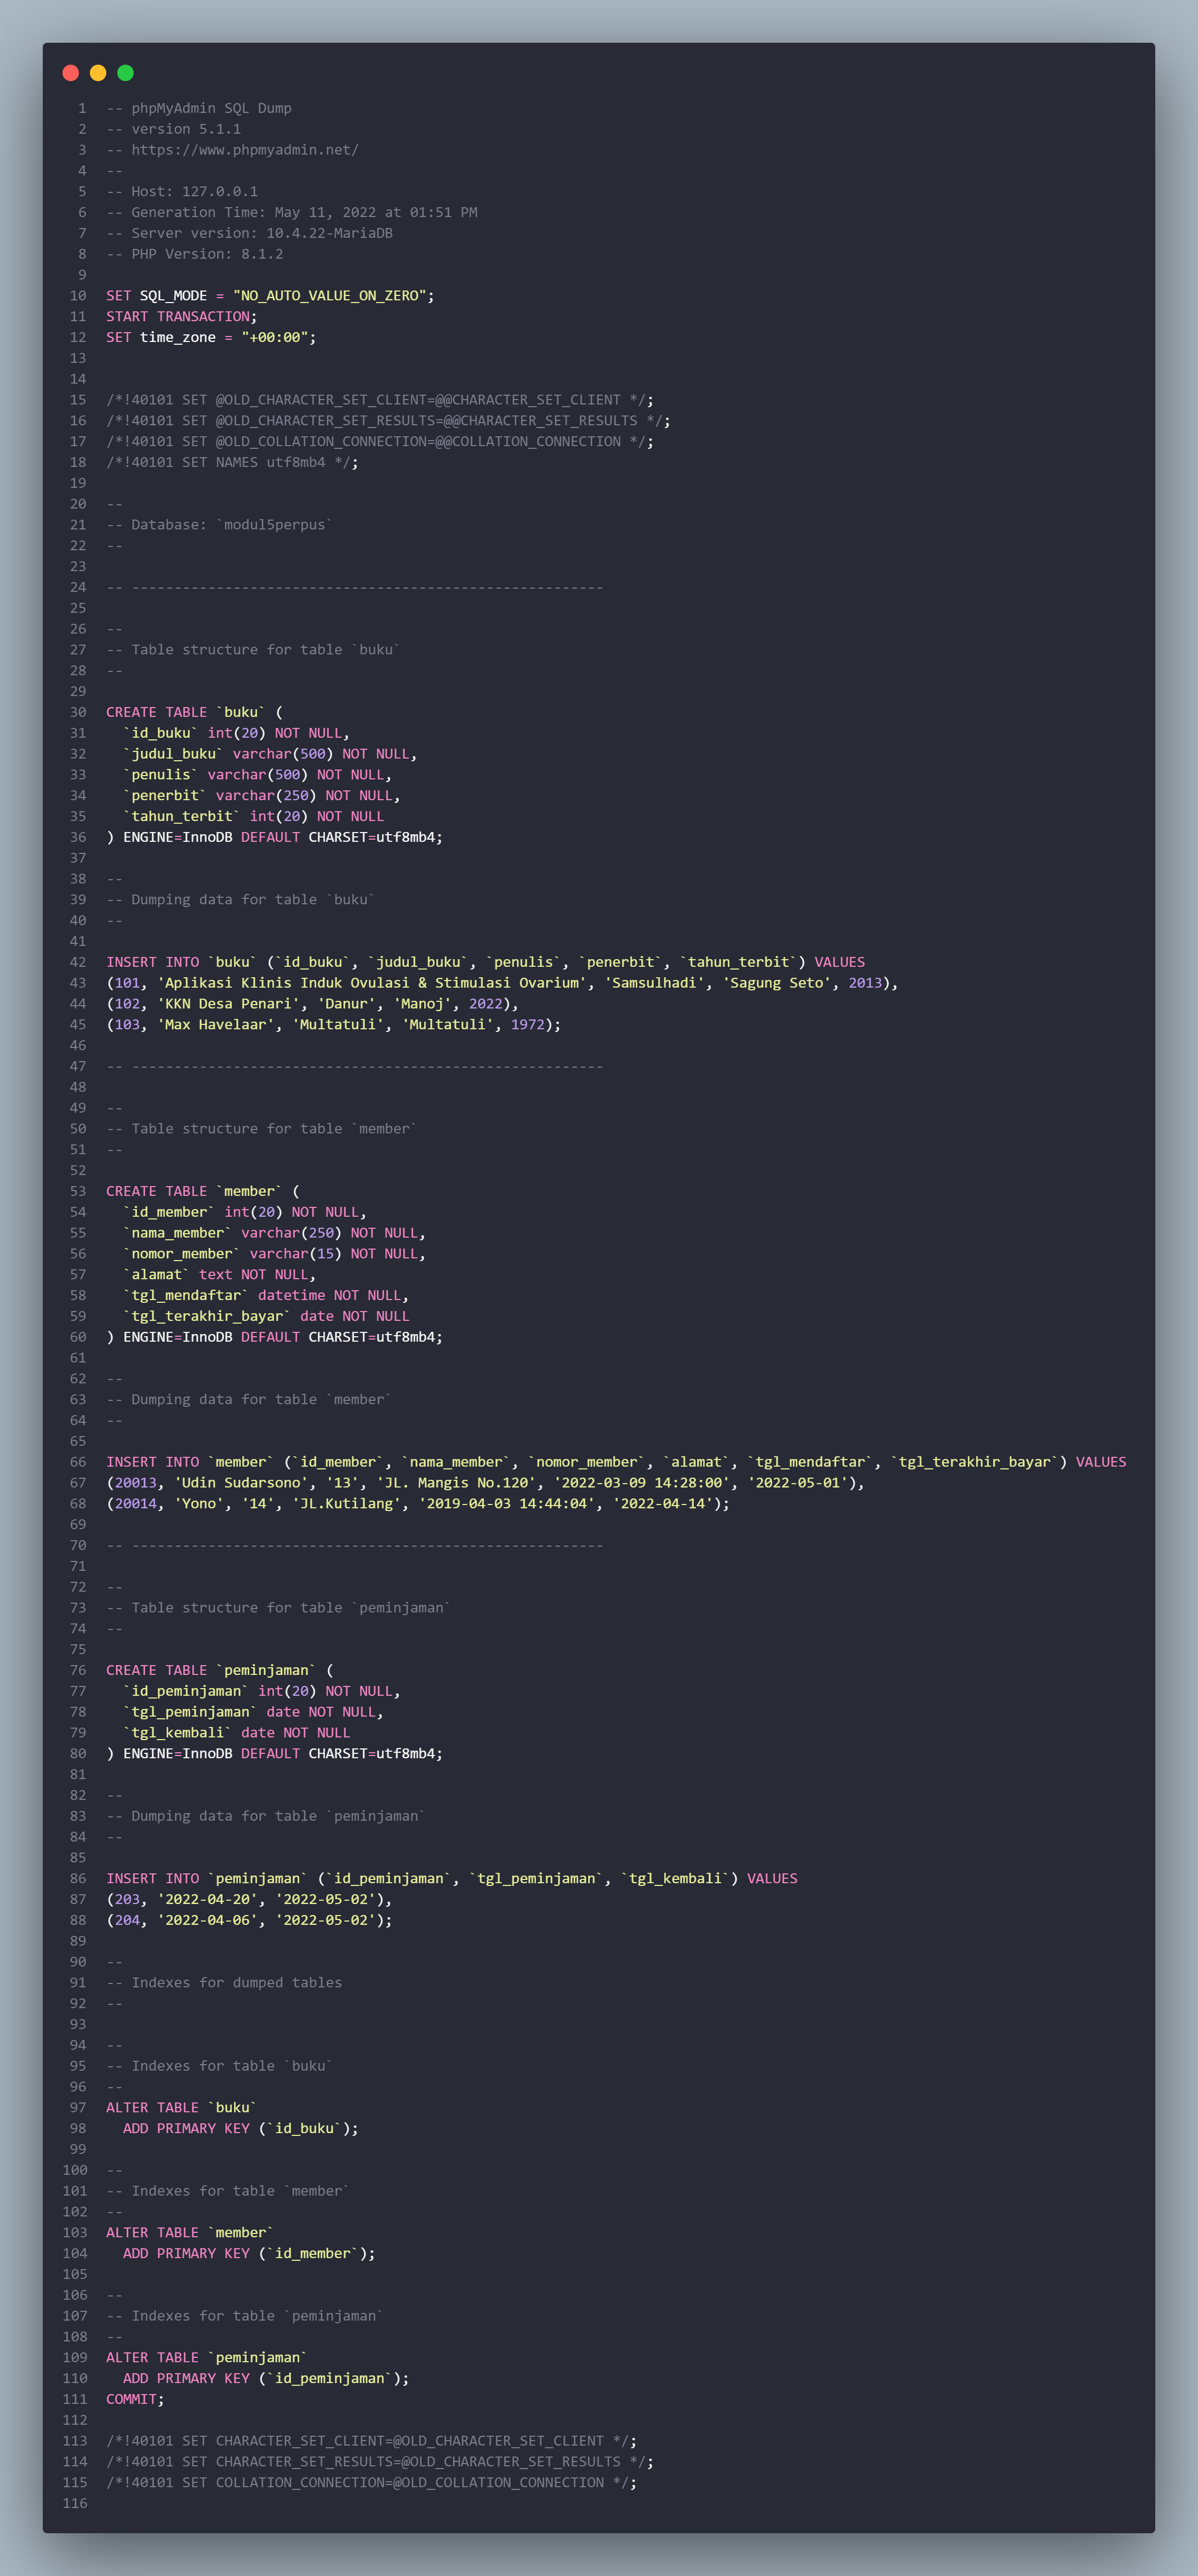 1 -- phpMyAdmin SQL Dump
2 -- version 5.1.1
3 -- https://www.phpmyadmin.net/
4 --
5 -- Host: 127.0.0.1
6 -- Generation Time: May 11, 2022 at 01:51 PM
7 -- Server version: 10.4.22-MariaDB
8 -- PHP Version: 8.1.2
9
10 SET SQL_MODE = "NO_AUTO_VALUE_ON_ZERO";
11 START TRANSACTION;
12 SET time_zone = "+00:00";
13
14
15 /*!40101 SET @OLD_CHARACTER_SET_CLIENT=@@CHARACTER_SET_CLIENT */;
16 /*!40101 SET @OLD_CHARACTER_SET_RESULTS=@@CHARACTER_SET_RESULTS */;
17 /*!40101 SET @OLD_COLLATION_CONNECTION=@@COLLATION_CONNECTION */;
18 /*!40101 SET NAMES utf8mb4 */;
19
20 --
21 -- Database: `modul5perpus`
22 --
23
24 -- --------------------------------------------------------
25
26 --
27 -- Table structure for table `buku`
28 --
29
30 CREATE TABLE `buku` (
31   `id_buku` int(20) NOT NULL,
32   `judul_buku` varchar(500) NOT NULL,
33   `penulis` varchar(500) NOT NULL,
34   `penerbit` varchar(250) NOT NULL,
35   `tahun_terbit` int(20) NOT NULL
36 ) ENGINE=InnoDB DEFAULT CHARSET=utf8mb4;
37
38 --
39 -- Dumping data for table `buku`
40 --
41
42 INSERT INTO `buku` (`id_buku`, `judul_buku`, `penulis`, `penerbit`, `tahun_terbit`) VALUES
43 (101, 'Aplikasi Klinis Induk Ovulasi & Stimulasi Ovarium', 'Samsulhadi', 'Sagung Seto', 2013),
44 (102, 'KKN Desa Penari', 'Danur', 'Manoj', 2022),
45 (103, 'Max Havelaar', 'Multatuli', 'Multatuli', 1972);
46
47 -- --------------------------------------------------------
48
49 --
50 -- Table structure for table `member`
51 --
52
53 CREATE TABLE `member` (
54   `id_member` int(20) NOT NULL,
55   `nama_member` varchar(250) NOT NULL,
56   `nomor_member` varchar(15) NOT NULL,
57   `alamat` text NOT NULL,
58   `tgl_mendaftar` datetime NOT NULL,
59   `tgl_terakhir_bayar` date NOT NULL
60 ) ENGINE=InnoDB DEFAULT CHARSET=utf8mb4;
61
62 --
63 -- Dumping data for table `member`
64 --
65
66 INSERT INTO `member` (`id_member`, `nama_member`, `nomor_member`, `alamat`, `tgl_mendaftar`, `tgl_terakhir_bayar`) VALUES
67 (20013, 'Udin Sudarsono', '13', 'JL. Mangis No.120', '2022-03-09 14:28:00', '2022-05-01'),
68 (20014, 'Yono', '14', 'JL.Kutilang', '2019-04-03 14:44:04', '2022-04-14');
69
70 -- --------------------------------------------------------
71
72 --
73 -- Table structure for table `peminjaman`
74 --
75
76 CREATE TABLE `peminjaman` (
77   `id_peminjaman` int(20) NOT NULL,
78   `tgl_peminjaman` date NOT NULL,
79   `tgl_kembali` date NOT NULL
80 ) ENGINE=InnoDB DEFAULT CHARSET=utf8mb4;
81
82 --
83 -- Dumping data for table `peminjaman`
84 --
85
86 INSERT INTO `peminjaman` (`id_peminjaman`, `tgl_peminjaman`, `tgl_kembali`) VALUES
87 (203, '2022-04-20', '2022-05-02'),
88 (204, '2022-04-06', '2022-05-02');
89
90 --
91 -- Indexes for dumped tables
92 --
93
94 --
95 -- Indexes for table `buku`
96 --
97 ALTER TABLE `buku`
98   ADD PRIMARY KEY (`id_buku`);
99
100 --
101 -- Indexes for table `member`
102 --
103 ALTER TABLE `member`
104   ADD PRIMARY KEY (`id_member`);
105
106 --
107 -- Indexes for table `peminjaman`
108 --
109 ALTER TABLE `peminjaman`
110   ADD PRIMARY KEY (`id_peminjaman`);
111 COMMIT;
112
113 /*!40101 SET CHARACTER_SET_CLIENT=@OLD_CHARACTER_SET_CLIENT */;
114 /*!40101 SET CHARACTER_SET_RESULTS=@OLD_CHARACTER_SET_RESULTS */;
115 /*!40101 SET COLLATION_CONNECTION=@OLD_COLLATION_CONNECTION */;
116